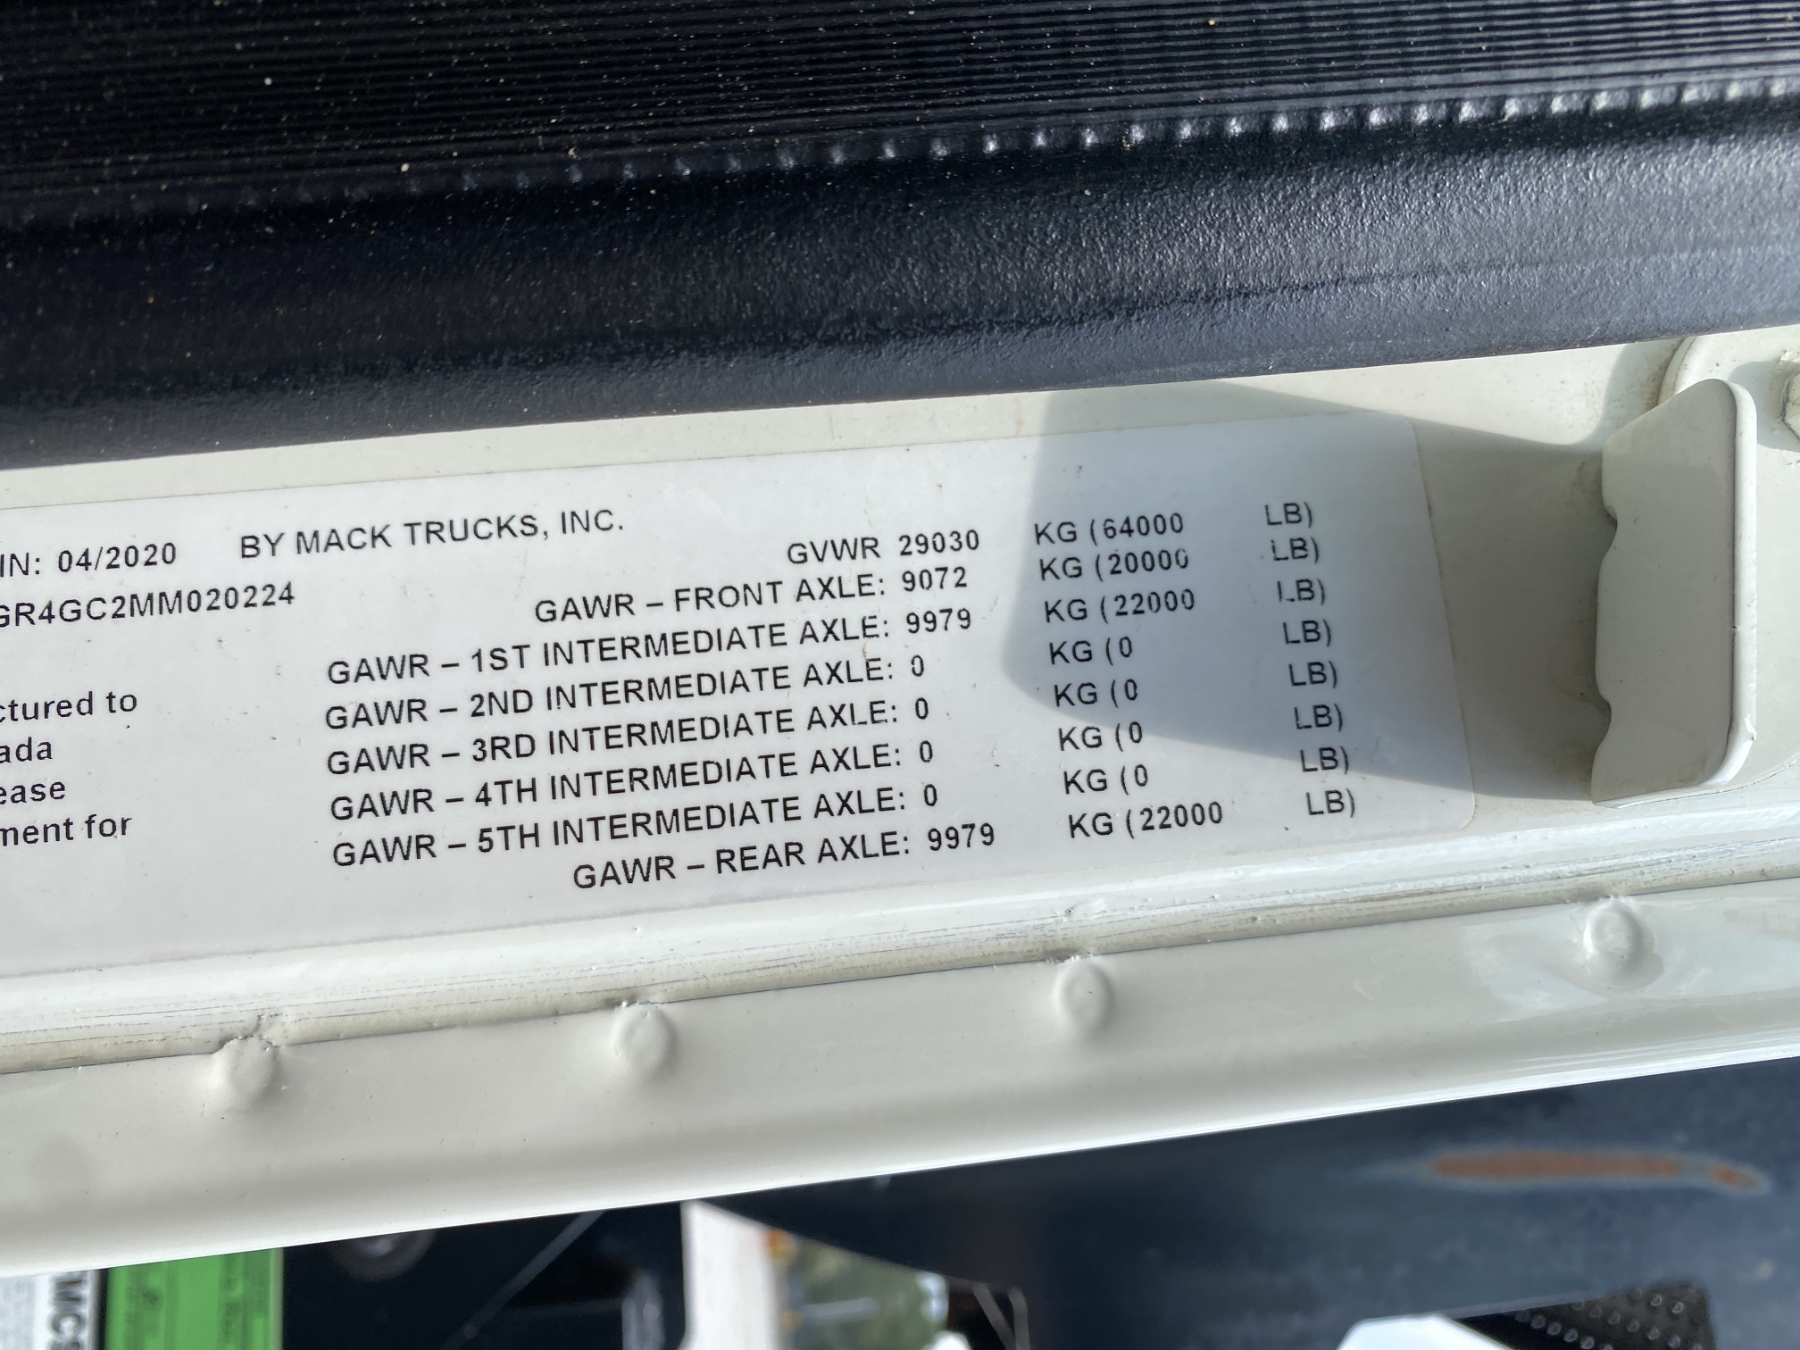 IN: 04/2020 BY MACK TRUCKS, INC.
GVWR 29030 KG (64000 LB)
GR4GC2MM020224
GAWR – FRONT AXLE: 9072 KG (20000 LB)
GAWR – 1ST INTERMEDIATE AXLE: 9979 KG (22000 LB)
GAWR – 2ND INTERMEDIATE AXLE: 0 KG (0 LB)
ctured to
GAWR – 3RD INTERMEDIATE AXLE: 0 KG (0 LB)
ada
GAWR – 4TH INTERMEDIATE AXLE: 0 KG (0 LB)
ease
GAWR – 5TH INTERMEDIATE AXLE: 0 KG (0 LB)
ment for
GAWR – REAR AXLE: 9979 KG (22000 LB)